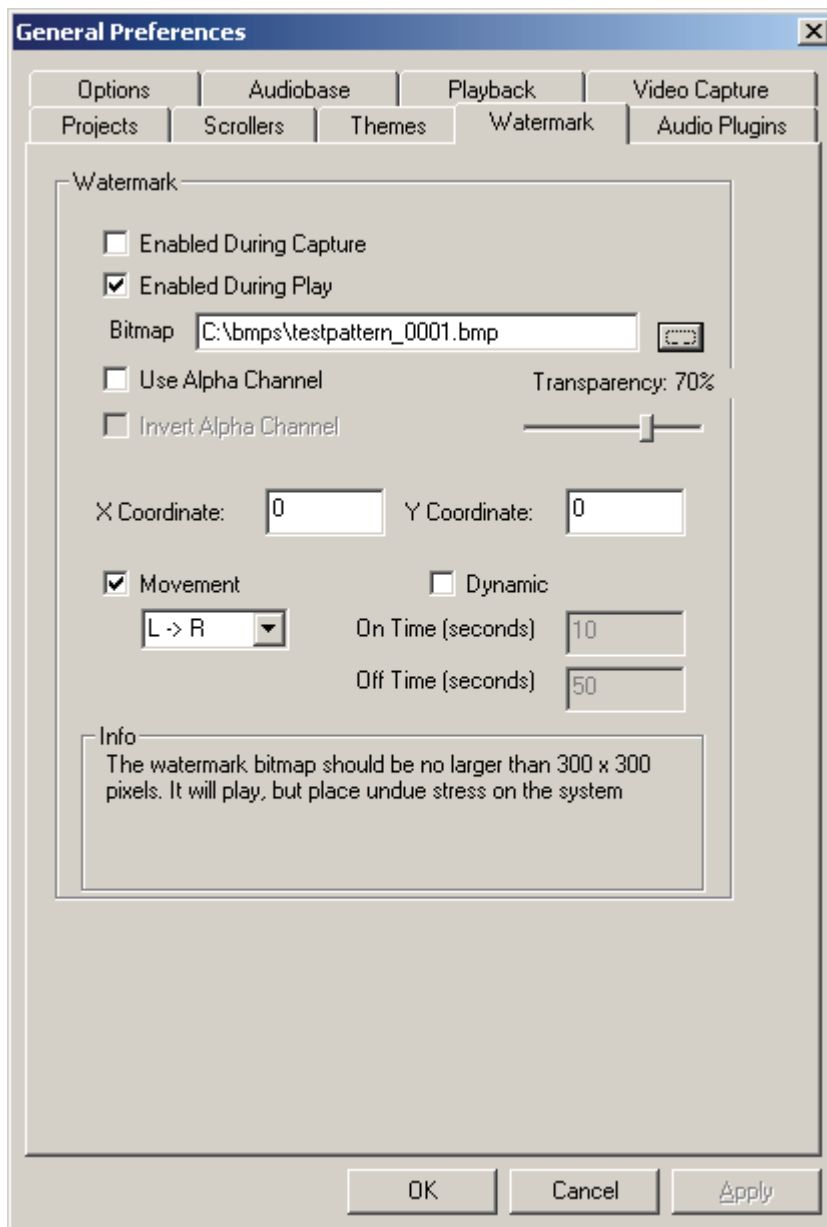 General Preferences
Options Audiobase Playback Video Capture
Projects Scrollers Themes Watermark Audio Plugins
Watermark
Enabled During Capture
Enabled During Play
Bitmap C:\bmps\testpattern_0001.bmp
Use Alpha Channel Transparency: 70%
Invert Alpha Channel
X Coordinate: 0 Y Coordinate: 0
Movement Dynamic
L -> R On Time (seconds) 10
Off Time (seconds) 50
Info
The watermark bitmap should be no larger than 300 x 300
pixels. It will play, but place undue stress on the system
OK Cancel Apply